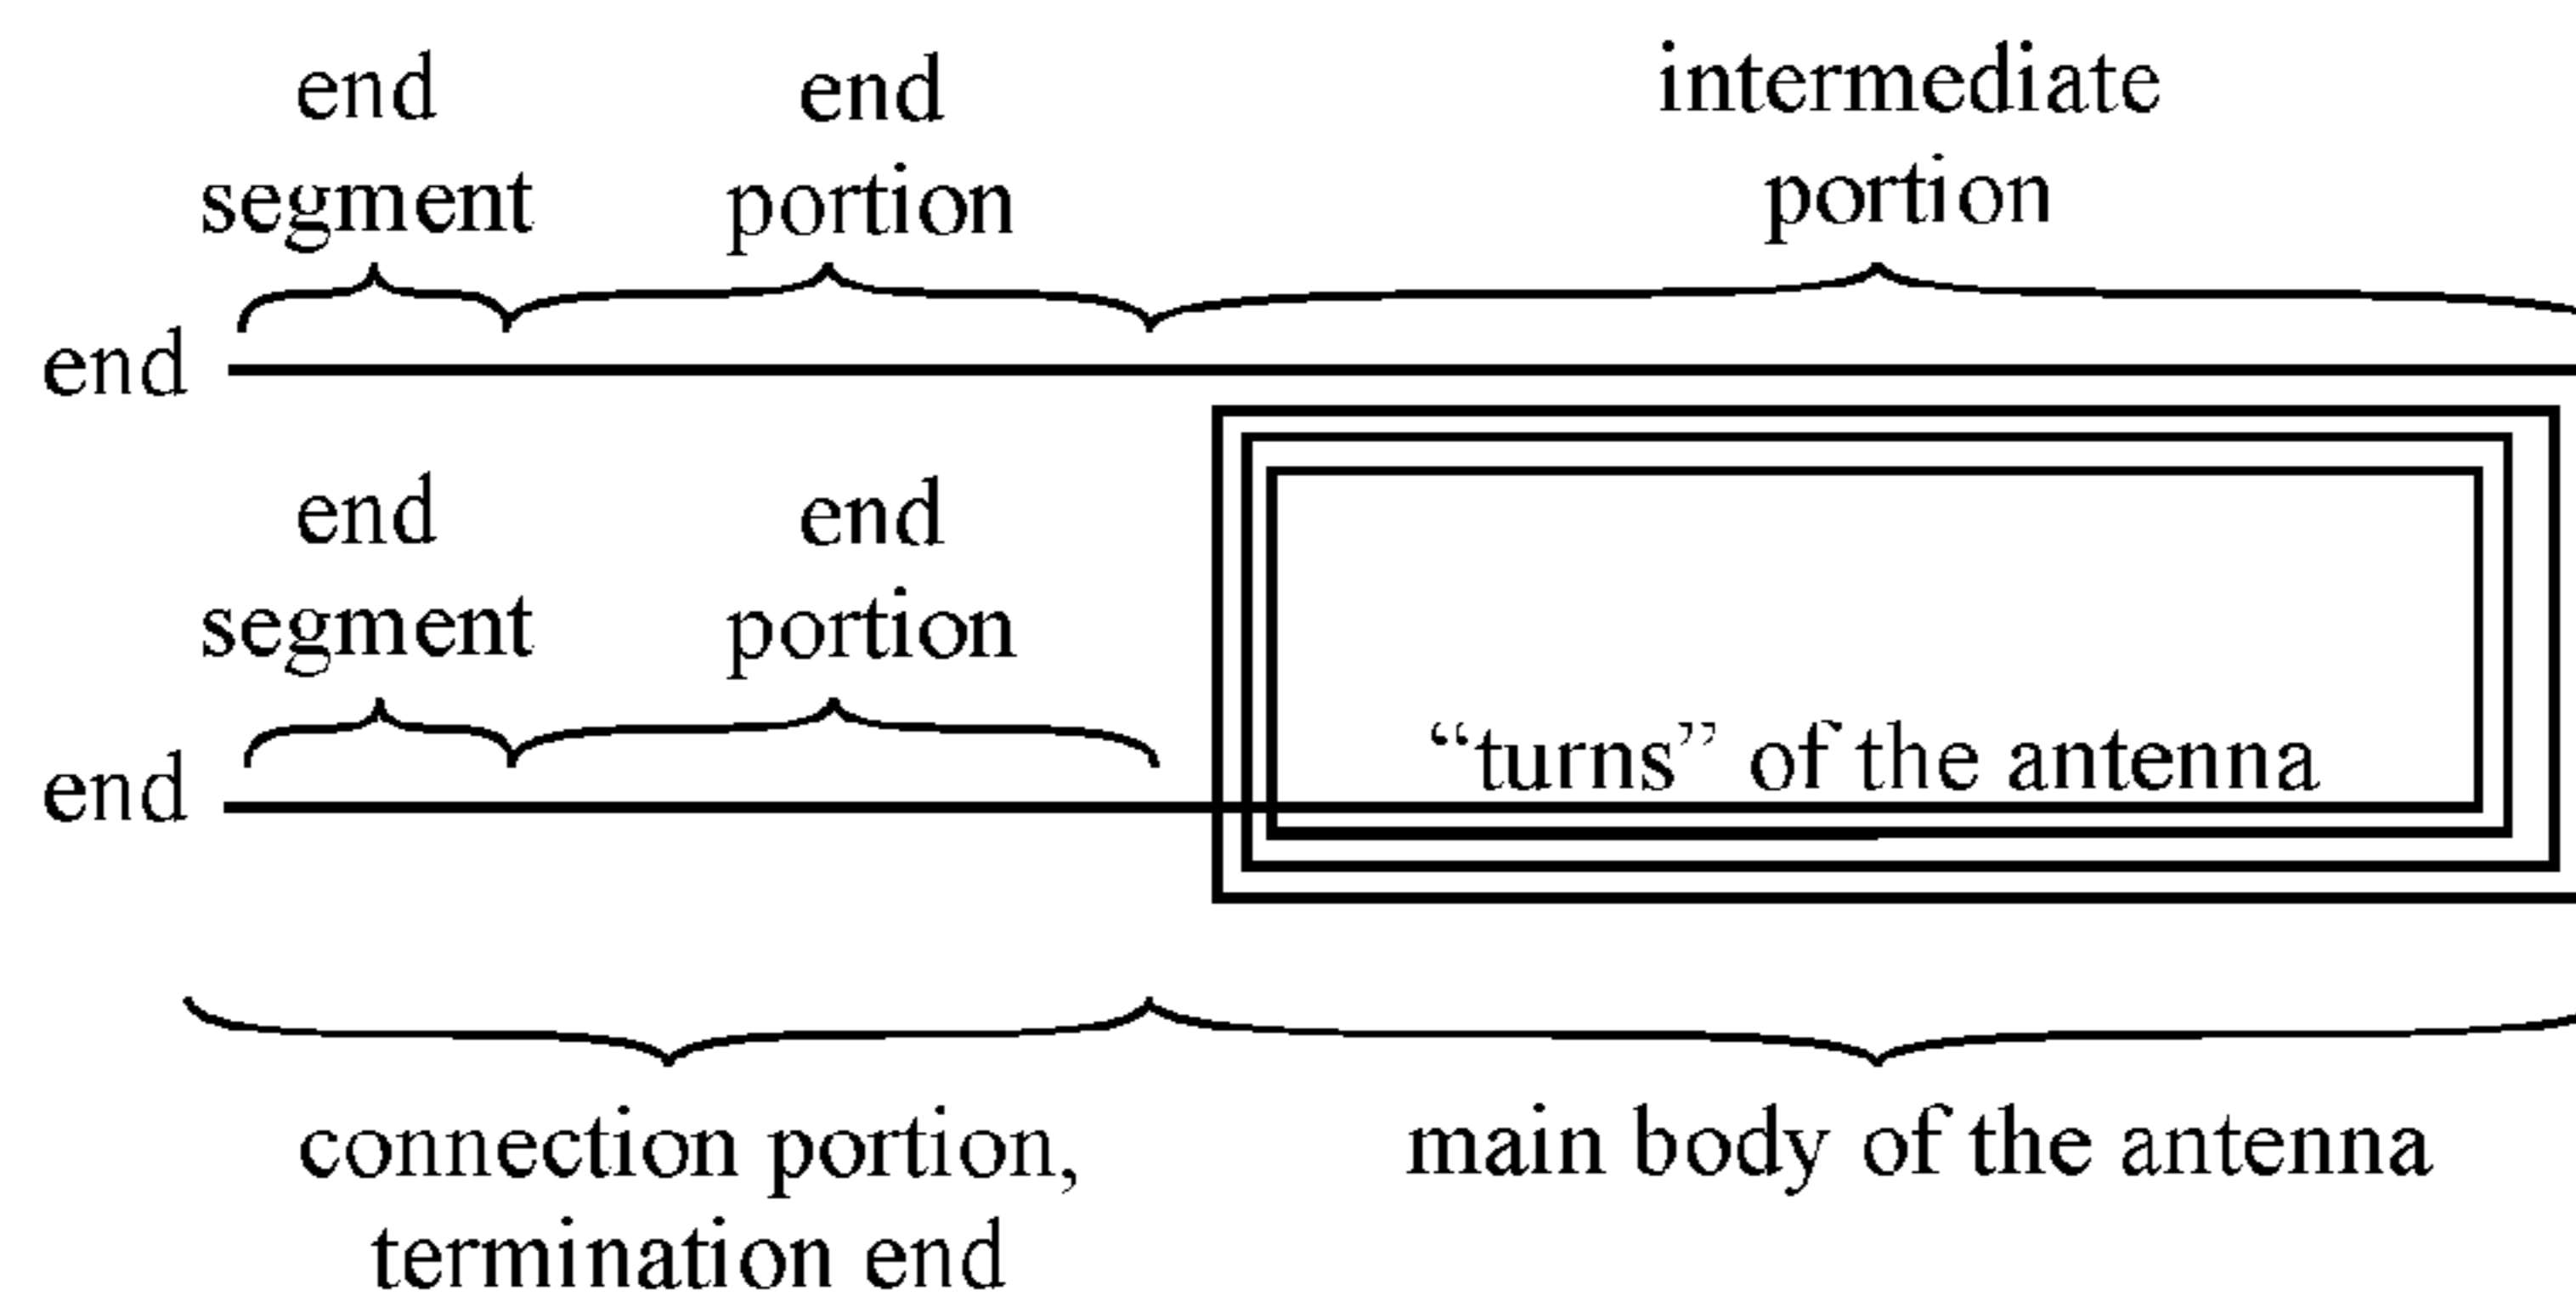 end
segment
end
portion
intermediate
portion
end
end
segment
end
portion
“turns” of the antenna
end
connection portion,
termination end
main body of the antenna